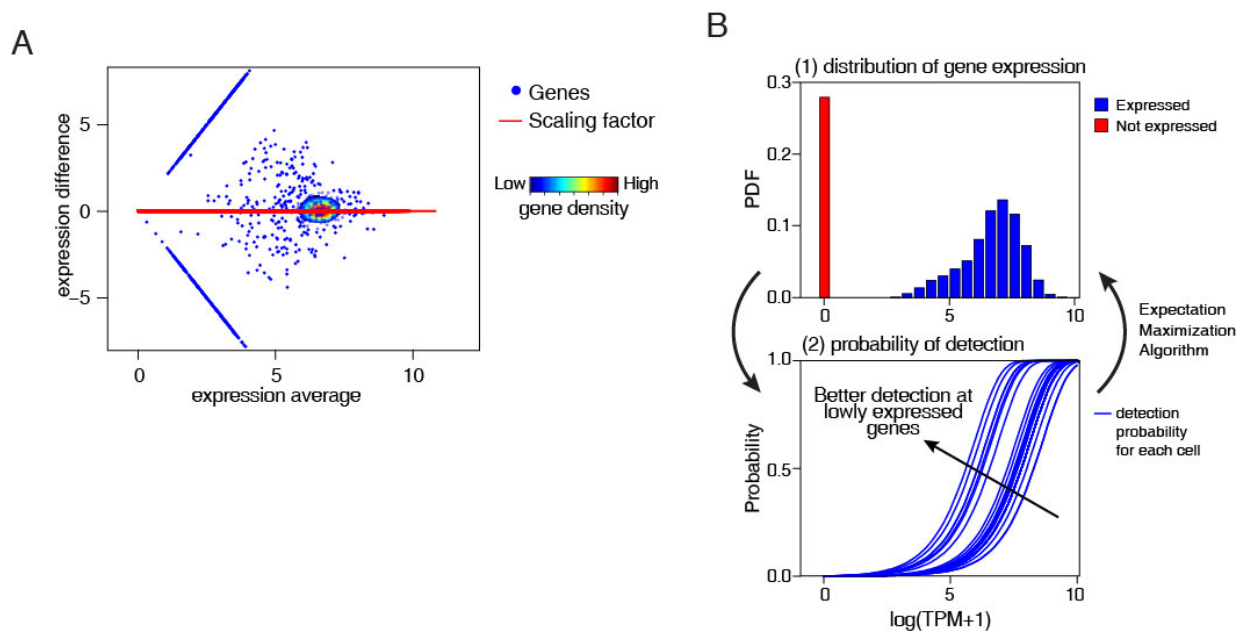 A
expression difference
5
0
−5
0
5
10
expression average
Genes
Scaling factor
Low
High
gene density
B
(1) distribution of gene expression
PDF
0.3
0.2
0.1
0.0
0
5
10
Expressed
Not expressed
Expectation
Maximization
Algorithm
(2) probability of detection
Probability
1.0
0.5
0.0
Better detection at
lowly expressed
genes
0
5
10
log(TPM+1)
detection
probability
for each cell